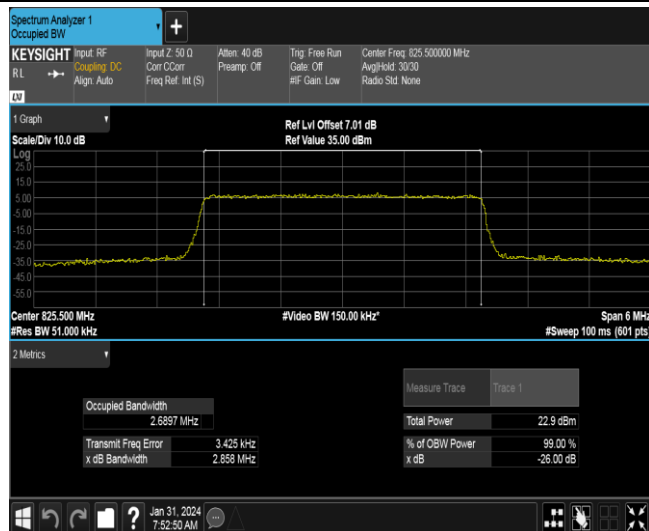 Spectrum Analyzer 1
Occupied BW
+
KEYSIGHT
RL
Input: RF
Coupling: DC
Align: Auto
Input Z: 50 Ω
Corr CCorr
Freq Ref: Int (S)
Atten: 40 dB
Preamp: Off
Trig: Free Run
Gate: Off
#IF Gain: Low
Center Freq: 825.500000 MHz
Avg|Hold: 30/30
Radio Std: None
LXI
1 Graph
Scale/Div 10.0 dB
Ref Lvl Offset 7.01 dB
Ref Value 35.00 dBm
Log
25.0
15.0
5.00
-5.00
-15.0
-25.0
-35.0
-45.0
-55.0
Center 825.500 MHz
#Video BW 150.00 kHz*
Span 6 MHz
#Res BW 51.000 kHz
#Sweep 100 ms (601 pts)
2 Metrics
Measure Trace
Trace 1
Occupied Bandwidth
2.6897 MHz
Total Power
22.9 dBm
Transmit Freq Error
3.425 kHz
% of OBW Power
99.00 %
x dB Bandwidth
2.858 MHz
x dB
-26.00 dB
?
Jan 31, 2024
7:52:50 AM